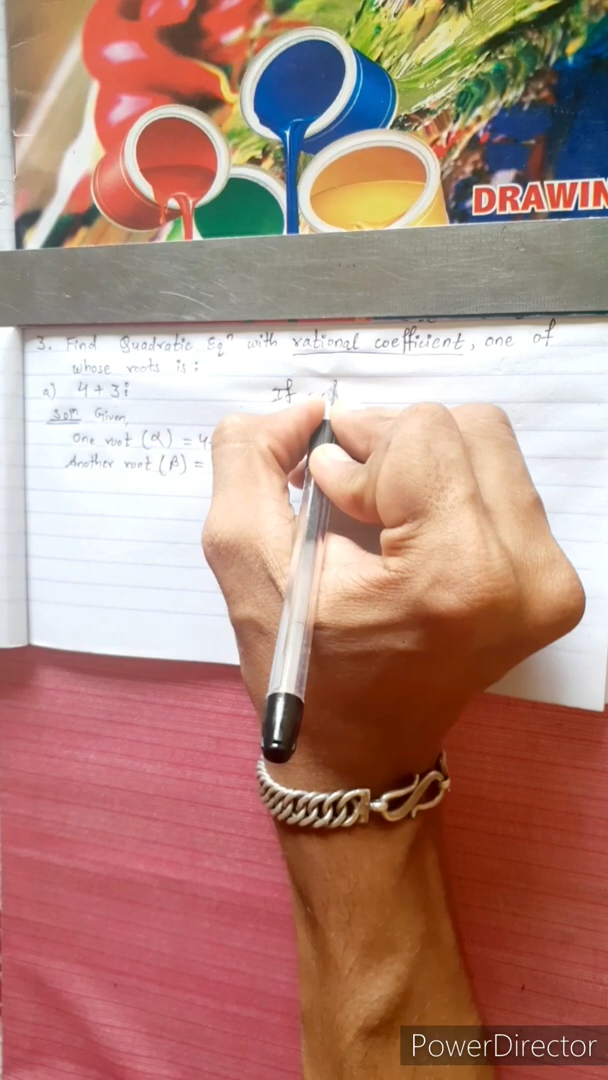 DRAWIN
3. Find Quadratic Eqⁿ with rational coefficient, one of
whose roots is:
a) 4 + 3i
Solⁿ Given,
If
One root (α) = 4
Another root (β) =
PowerDirector